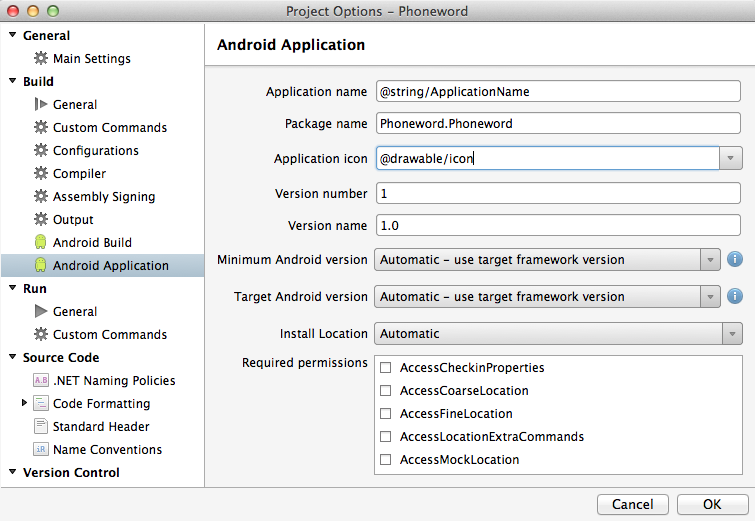 Project Options – Phoneword
General
Main Settings
Build
General
Custom Commands
Configurations
Compiler
Assembly Signing
Output
Android Build
Android Application
Run
General
Custom Commands
Source Code
A.B .NET Naming Policies
Code Formatting
Standard Header
iR Name Conventions
Version Control
Android Application
Application name @string/ApplicationName
Package name Phoneword.Phoneword
Application icon @drawable/icon
Version number 1
Version name 1.0
Minimum Android version Automatic – use target framework version i
Target Android version Automatic – use target framework version i
Install Location Automatic
Required permissions AccessCheckinProperties
AccessCoarseLocation
AccessFineLocation
AccessLocationExtraCommands
AccessMockLocation
Cancel OK